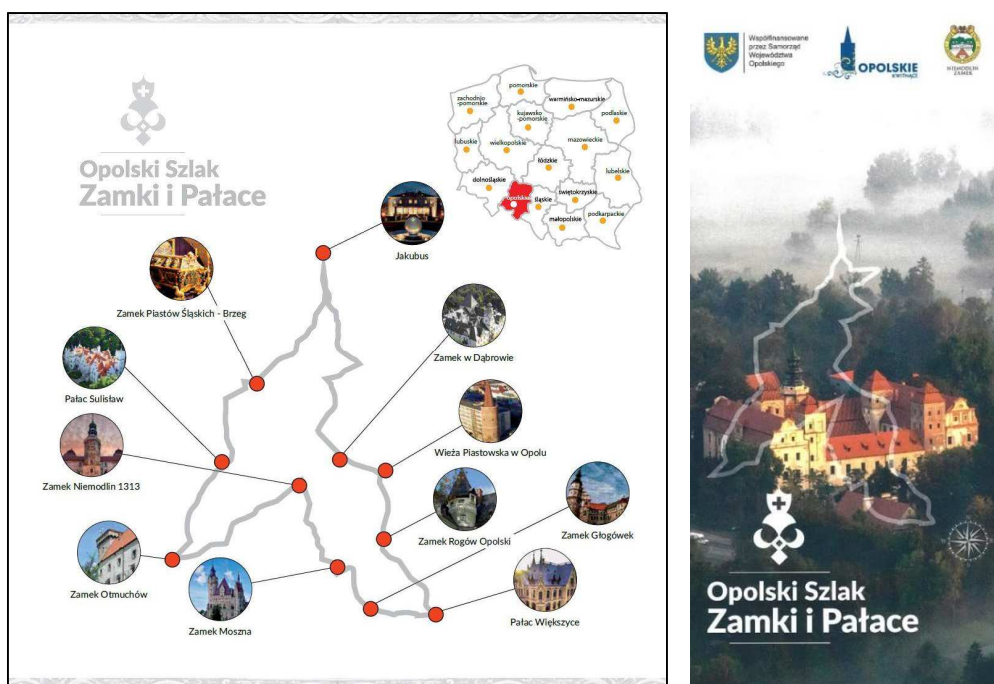 Opolski Szlak
Zamki i Pałace
zachodnio
-pomorskie
pomorskie
warmińsko-mazurskie
podlaskie
kujawsko
-pomorskie
lubuskie
wielkopolskie
mazowieckie
łódzkie
lubelskie
dolnośląskie
opolskie
śląskie
świętokrzyskie
małopolskie
podkarpackie
Jakubus
Zamek Piastów Śląskich - Brzeg
Zamek w Dąbrowie
Pałac Sulisław
Wieża Piastowska w Opolu
Zamek Niemodlin 1313
Zamek Rogów Opolski
Zamek Głogówek
Zamek Otmuchów
Zamek Moszna
Pałac Większyce
Współfinansowane
przez Samorząd
Województwa
Opolskiego
OPOLSKIE
KWITNĄCE
NIEMODLIN
ZAMEK
Opolski Szlak
Zamki i Pałace